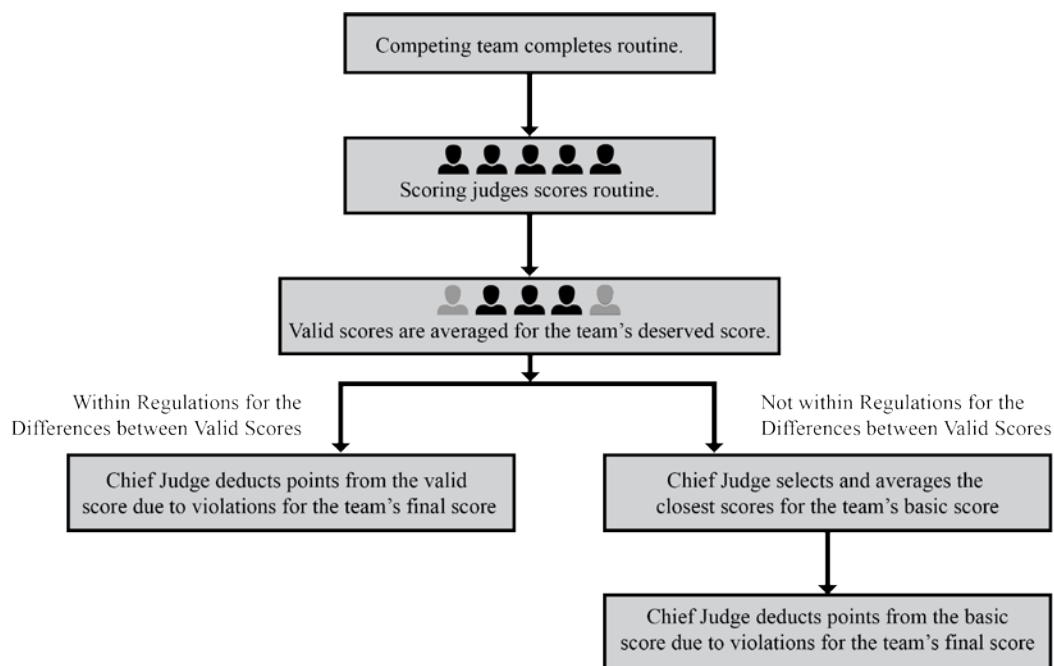 Competing team completes routine.
Scoring judges scores routine.
Valid scores are averaged for the team's deserved score.
Within Regulations for the
Differences between Valid Scores
Not within Regulations for the
Differences between Valid Scores
Chief Judge deducts points from the valid
score due to violations for the team's final score
Chief Judge selects and averages the
closest scores for the team's basic score
Chief Judge deducts points from the basic
score due to violations for the team's final score